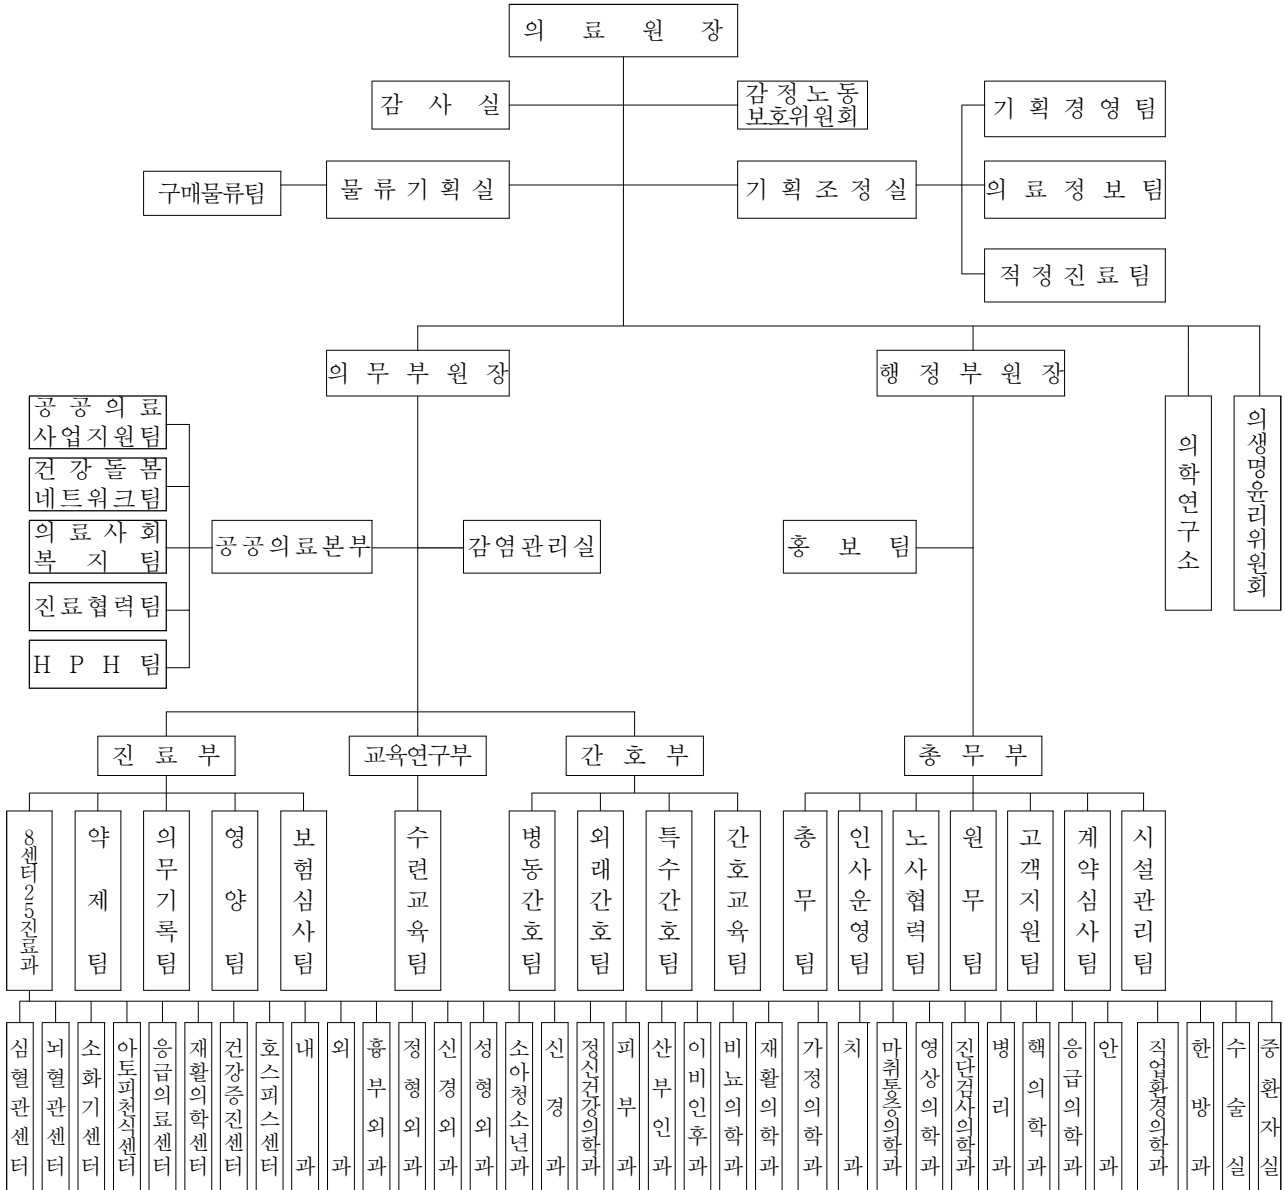 의 료 원 장
감 사 실
감 정 노 동
보호위원회
기 획 경 영 팀
구매물류팀
물 류 기 획 실
기 획 조 정 실
의 료 정 보 팀
적 정 진 료 팀
의 무 부 원 장
행 정 부 원 장
공 공 의 료
사업지원팀
건 강 돌 봄
네트워크팀
의 료 사 회
복 지 팀
진료협력팀
H P H 팀
공공의료본부
감염관리실
홍 보 팀
의학연구소
의생명윤리위원회
진 료 부
교육연구부
간 호 부
총 무 부
8센터25진료과
약 제 팀
의무기록팀
영 양 팀
보험심사팀
수련교육팀
병동간호팀
외래간호팀
특수간호팀
간호교육팀
총 무 팀
인사운영팀
노사협력팀
원 무 팀
고객지원팀
계약심사팀
시설관리팀
심혈관센터
뇌혈관센터
소화기센터
아토피천식센터
응급의료센터
재활의학센터
건강증진센터
호스피스센터
내 과
외 과
흉부외과
정형외과
신경외과
성형외과
소아청소년과
신 경 과
정신건강의학과
피 부 과
산부인과
이비인후과
비뇨의학과
재활의학과
가정의학과
치 과
마취통증의학과
영상의학과
진단검사의학과
병 리 과
핵의학과
응급의학과
안 과
직업환경의학과
한 방 과
수 술 실
중환자실